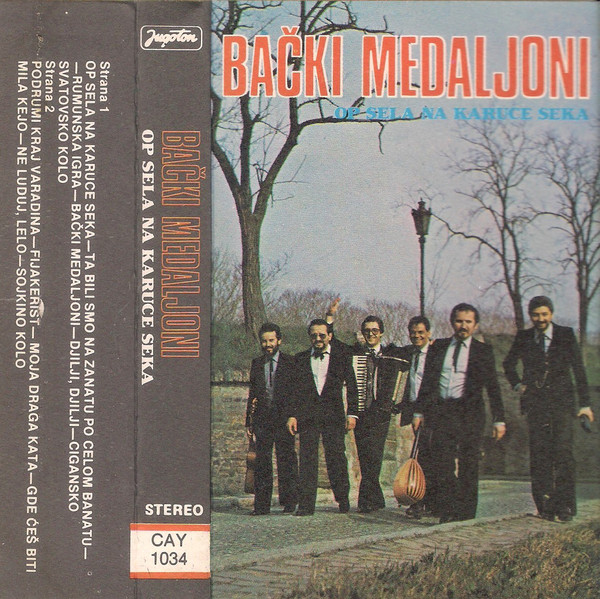 Strana 1
OP SELA NA KARUCE SEKA—TA BILI SMO NA ZANATU PO CELOM BANATU—
—RUMUNSKA IGRA—BAČKI MEDALJONI—DJILJI, DJILJI—CIGANSKO
SVATOVSKO KOLO
Strana 2
PODRUMI KRAJ VARADINA—FIJAKERIST—MOJA DRAGA KATA—GDE ĆEŠ BITI
MILA KEJO—NE LUDUJ, LELO—SOJKINO KOLO
Jugoton
BAČKI MEDALJONI
OP SELA NA KARUCE SEKA
STEREO
CAY
1034
BAČKI MEDALJONI
OP SELA NA KARUCE SEKA